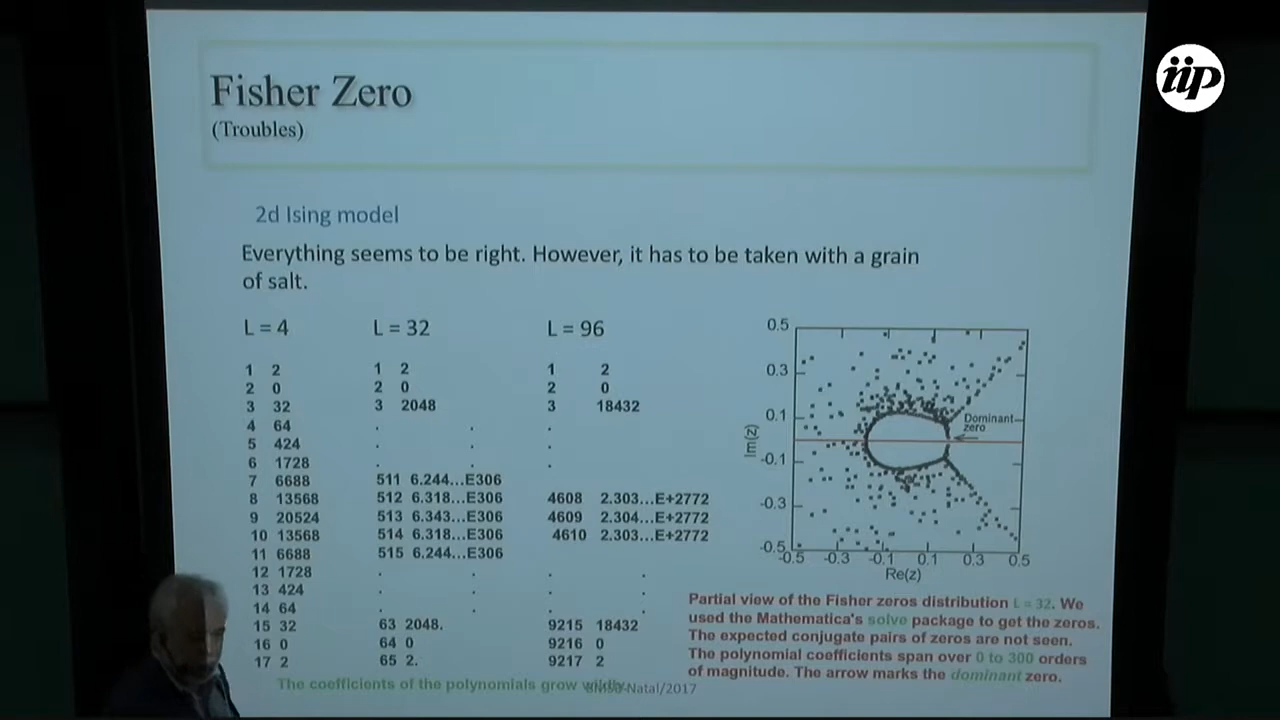 iip
Fisher Zero
(Troubles)
2d Ising model
Everything seems to be right. However, it has to be taken with a grain
of salt.
L = 4
1 2
2 0
3 32
4 64
5 424
6 1728
7 6688
8 13568
9 20524
10 13568
11 6688
12 1728
13 424
14 64
15 32
16 0
17 2
L = 32
1 2
2 0
3 2048
. .
. .
. .
511 6.244...E306
512 6.318...E306
513 6.343...E306
514 6.318...E306
515 6.244...E306
. .
. .
. .
63 2048.
64 0
65 2.
L = 96
1 2
2 0
3 18432
.
.
.
4608 2.303...E+2772
4609 2.304...E+2772
4610 2.303...E+2772
. .
. .
. .
9215 18432
9216 0
9217 2
0.5
0.3
0.1
-0.1
-0.3
-0.5
Im(z)
Dominant
zero
-0.5 -0.3 -0.1 0.1 0.3 0.5
Re(z)
Partial view of the Fisher zeros distribution L = 32. We
used the Mathematica's solve package to get the zeros.
The expected conjugate pairs of zeros are not seen.
The polynomial coefficients span over 0 to 300 orders
of magnitude. The arrow marks the dominant zero.
The coefficients of the polynomials grow wildly.
Natal/2017